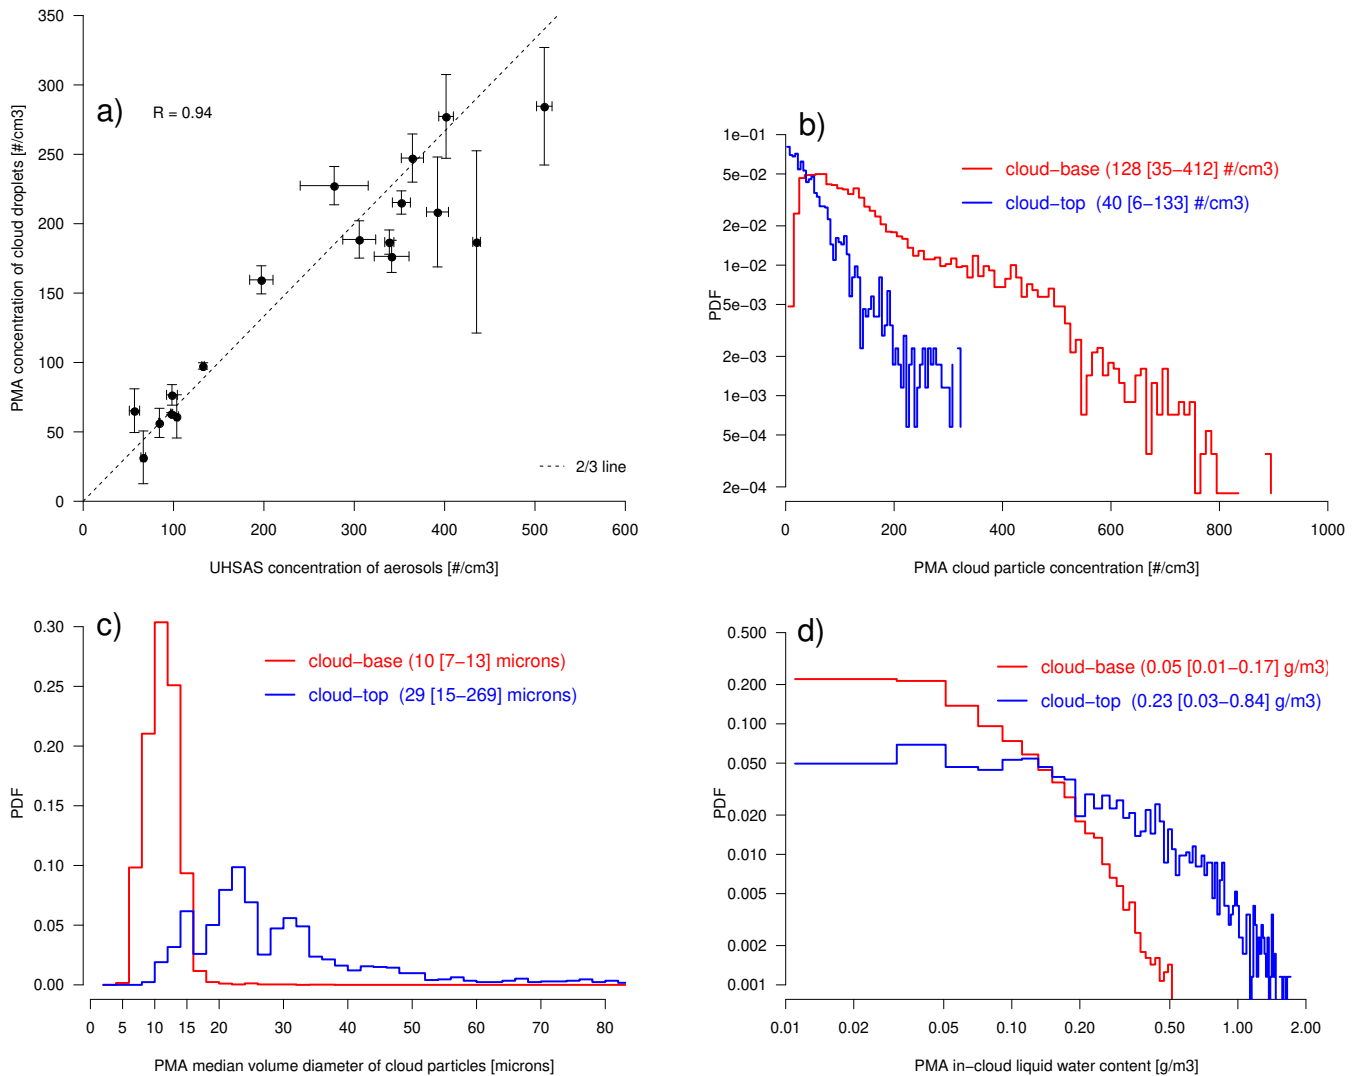 a)
R = 0.94
350
300
250
200
150
100
50
0
PMA concentration of cloud droplets [#/cm3]
2/3 line
0 100 200 300 400 500 600
UHSAS concentration of aerosols [#/cm3]
b)
cloud−base (128 [35−412] #/cm3)
cloud−top (40 [6−133] #/cm3)
1e−01
5e−02
2e−02
1e−02
5e−03
2e−03
1e−03
5e−04
2e−04
PDF
0 200 400 600 800 1000
PMA cloud particle concentration [#/cm3]
c)
cloud−base (10 [7−13] microns)
cloud−top (29 [15−269] microns)
0.30
0.25
0.20
0.15
0.10
0.05
0.00
PDF
0 5 10 15 20 30 40 50 60 70 80
PMA median volume diameter of cloud particles [microns]
d)
cloud−base (0.05 [0.01−0.17] g/m3)
cloud−top (0.23 [0.03−0.84] g/m3)
0.500
0.200
0.100
0.050
0.020
0.010
0.005
0.002
0.001
PDF
0.01 0.02 0.05 0.10 0.20 0.50 1.00 2.00
PMA in−cloud liquid water content [g/m3]